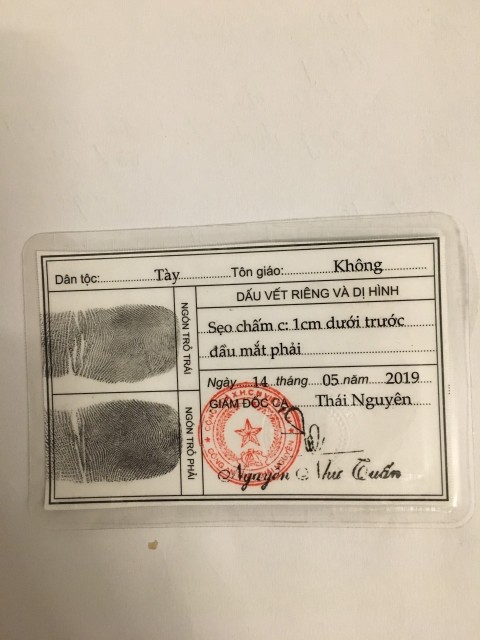 Dân tộc: Tày Tôn giáo: Không
DẤU VẾT RIÊNG VÀ DỊ HÌNH
NGÓN TRỎ TRÁI
Sẹo chấm c: 1cm dưới trước
đầu mắt phải
Ngày 14 tháng 05 năm 2019
GIÁM ĐỐC CA Thái Nguyên
NGÓN TRỎ PHẢI
Nguyễn Như Tuấn